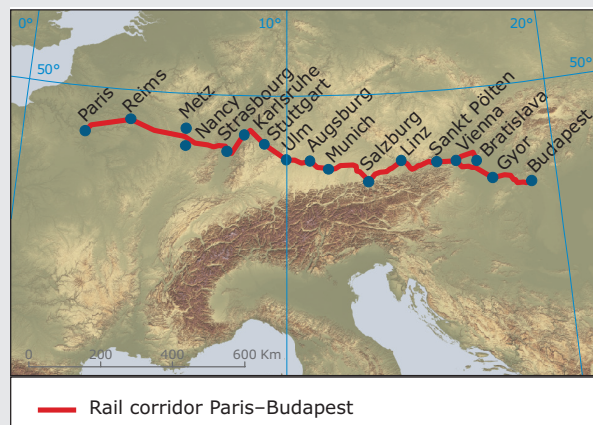 0°
10°
20°
50°
50°
Paris
Reims
Metz
Nancy
Strasbourg
Karlsruhe
Stuttgart
Ulm
Augsburg
Munich
Salzburg
Linz
Sankt Pölten
Vienna
Bratislava
Gyor
Budapest
0 200 400 600 Km
Rail corridor Paris–Budapest